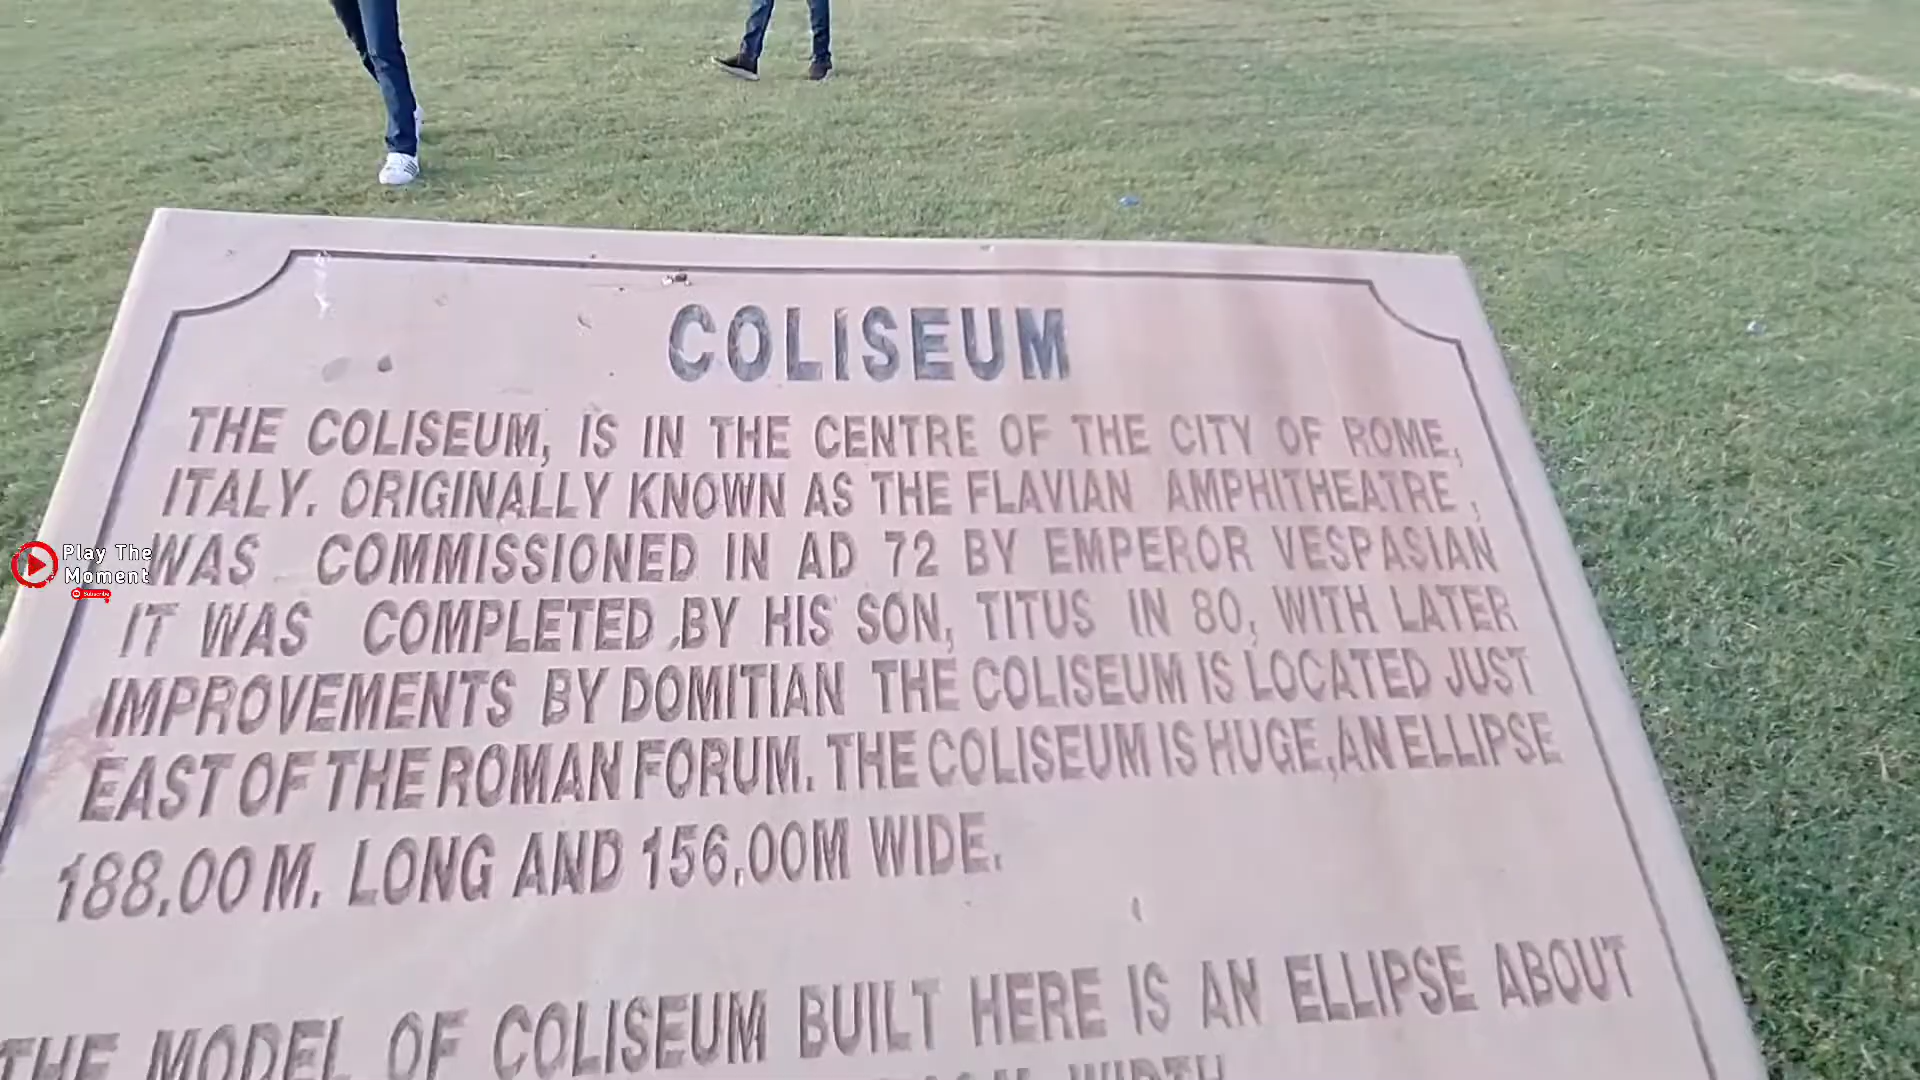 COLISEUM
THE COLISEUM, IS IN THE CENTRE OF THE CITY OF ROME,
ITALY. ORIGINALLY KNOWN AS THE FLAVIAN AMPHITHEATRE,
WAS COMMISSIONED IN AD 72 BY EMPEROR VESPASIAN
IT WAS COMPLETED BY HIS SON, TITUS IN 80, WITH LATER
IMPROVEMENTS BY DOMITIAN THE COLISEUM IS LOCATED JUST
EAST OF THE ROMAN FORUM. THE COLISEUM IS HUGE, AN ELLIPSE
188.00 M. LONG AND 156.00M WIDE.
THE MODEL OF COLISEUM BUILT HERE IS AN ELLIPSE ABOUT
WIDTH
Play The
Moment
Subscribe